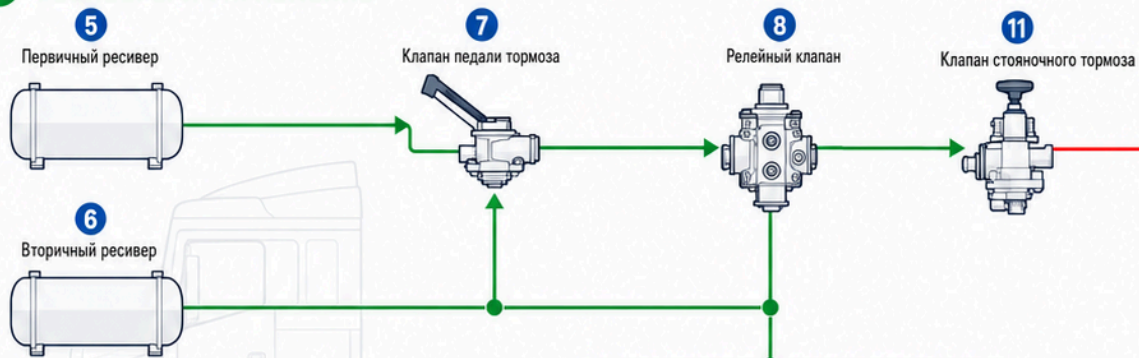 5
Первичный ресивер
7
Клапан педали тормоза
8
Релейный клапан
11
Клапан стояночного тормоза
6
Вторичный ресивер